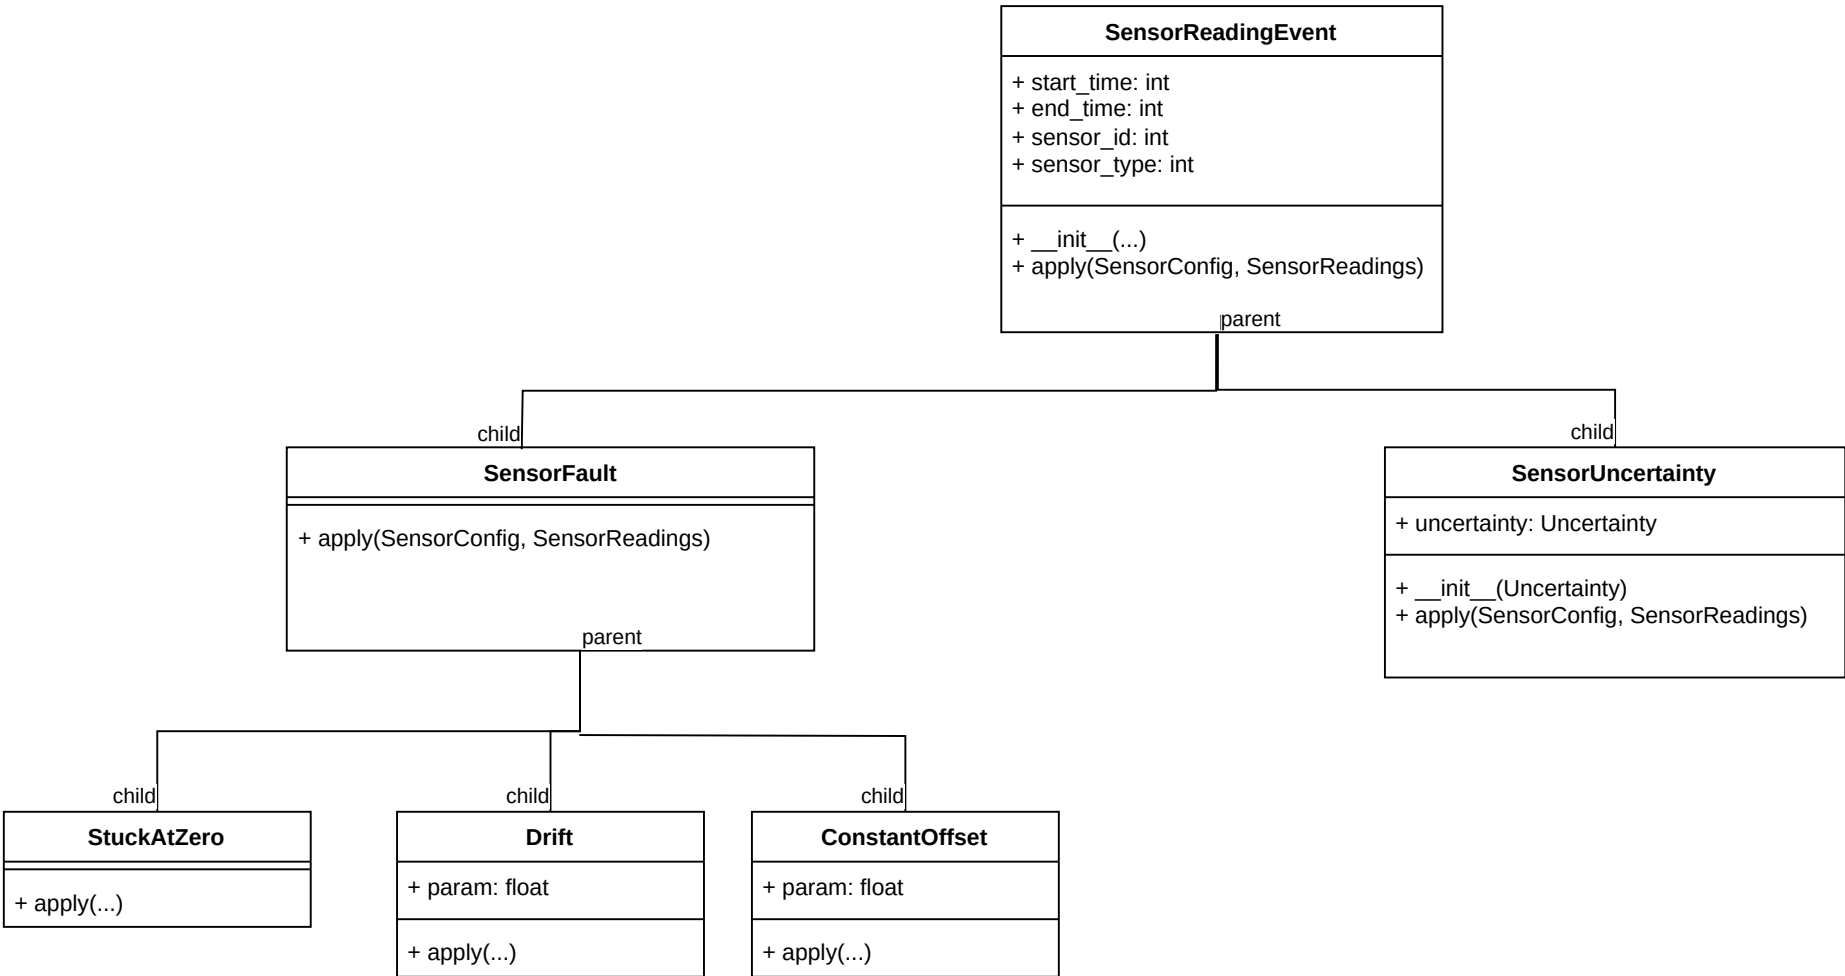 SensorReadingEvent
+ start_time: int
+ end_time: int
+ sensor_id: int
+ sensor_type: int
+ __init__(...)
+ apply(SensorConfig, SensorReadings)
parent
child
child
SensorFault
+ apply(SensorConfig, SensorReadings)
parent
SensorUncertainty
+ uncertainty: Uncertainty
+ __init__(Uncertainty)
+ apply(SensorConfig, SensorReadings)
child
child
child
StuckAtZero
+ apply(...)
Drift
+ param: float
+ apply(...)
ConstantOffset
+ param: float
+ apply(...)